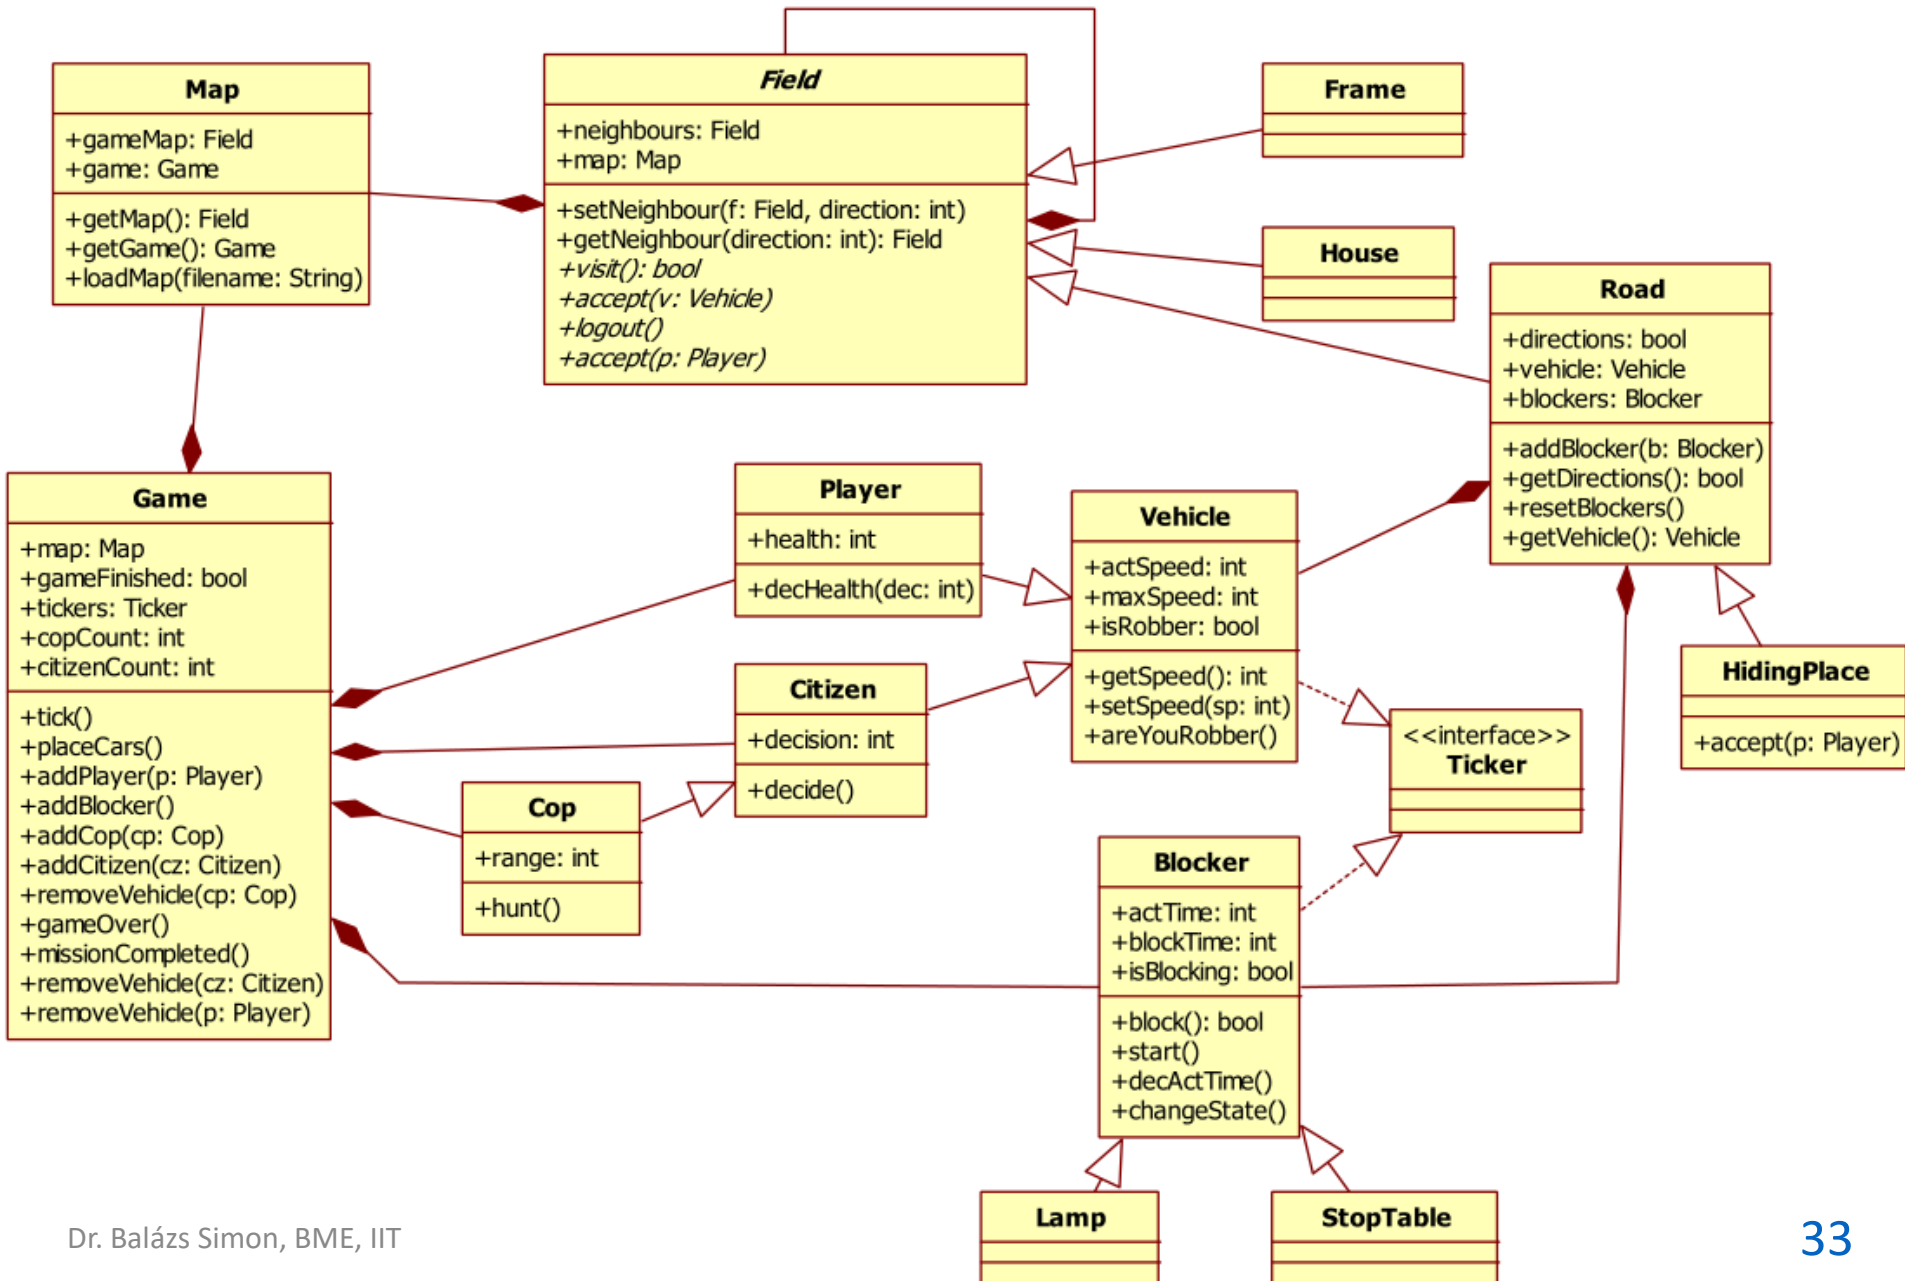 Map
+gameMap: Field
+game: Game
+getMap(): Field
+getGame(): Game
+loadMap(filename: String)
Field
+neighbours: Field
+map: Map
+setNeighbour(f: Field, direction: int)
+getNeighbour(direction: int): Field
+visit(): bool
+accept(v: Vehicle)
+logout()
+accept(p: Player)
Frame
House
Road
+directions: bool
+vehicle: Vehicle
+blockers: Blocker
+addBlocker(b: Blocker)
+getDirections(): bool
+resetBlockers()
+getVehicle(): Vehicle
Game
+map: Map
+gameFinished: bool
+tickers: Ticker
+copCount: int
+citizenCount: int
+tick()
+placeCars()
+addPlayer(p: Player)
+addBlocker()
+addCop(cp: Cop)
+addCitizen(cz: Citizen)
+removeVehicle(cp: Cop)
+gameOver()
+missionCompleted()
+removeVehicle(cz: Citizen)
+removeVehicle(p: Player)
Player
+health: int
+decHealth(dec: int)
Vehicle
+actSpeed: int
+maxSpeed: int
+isRobber: bool
+getSpeed(): int
+setSpeed(sp: int)
+areYouRobber()
Citizen
+decision: int
+decide()
Cop
+range: int
+hunt()
<<interface>>
Ticker
HidingPlace
+accept(p: Player)
Blocker
+actTime: int
+blockTime: int
+isBlocking: bool
+block(): bool
+start()
+decActTime()
+changeState()
Lamp
StopTable
Dr. Balázs Simon, BME, IIT
33